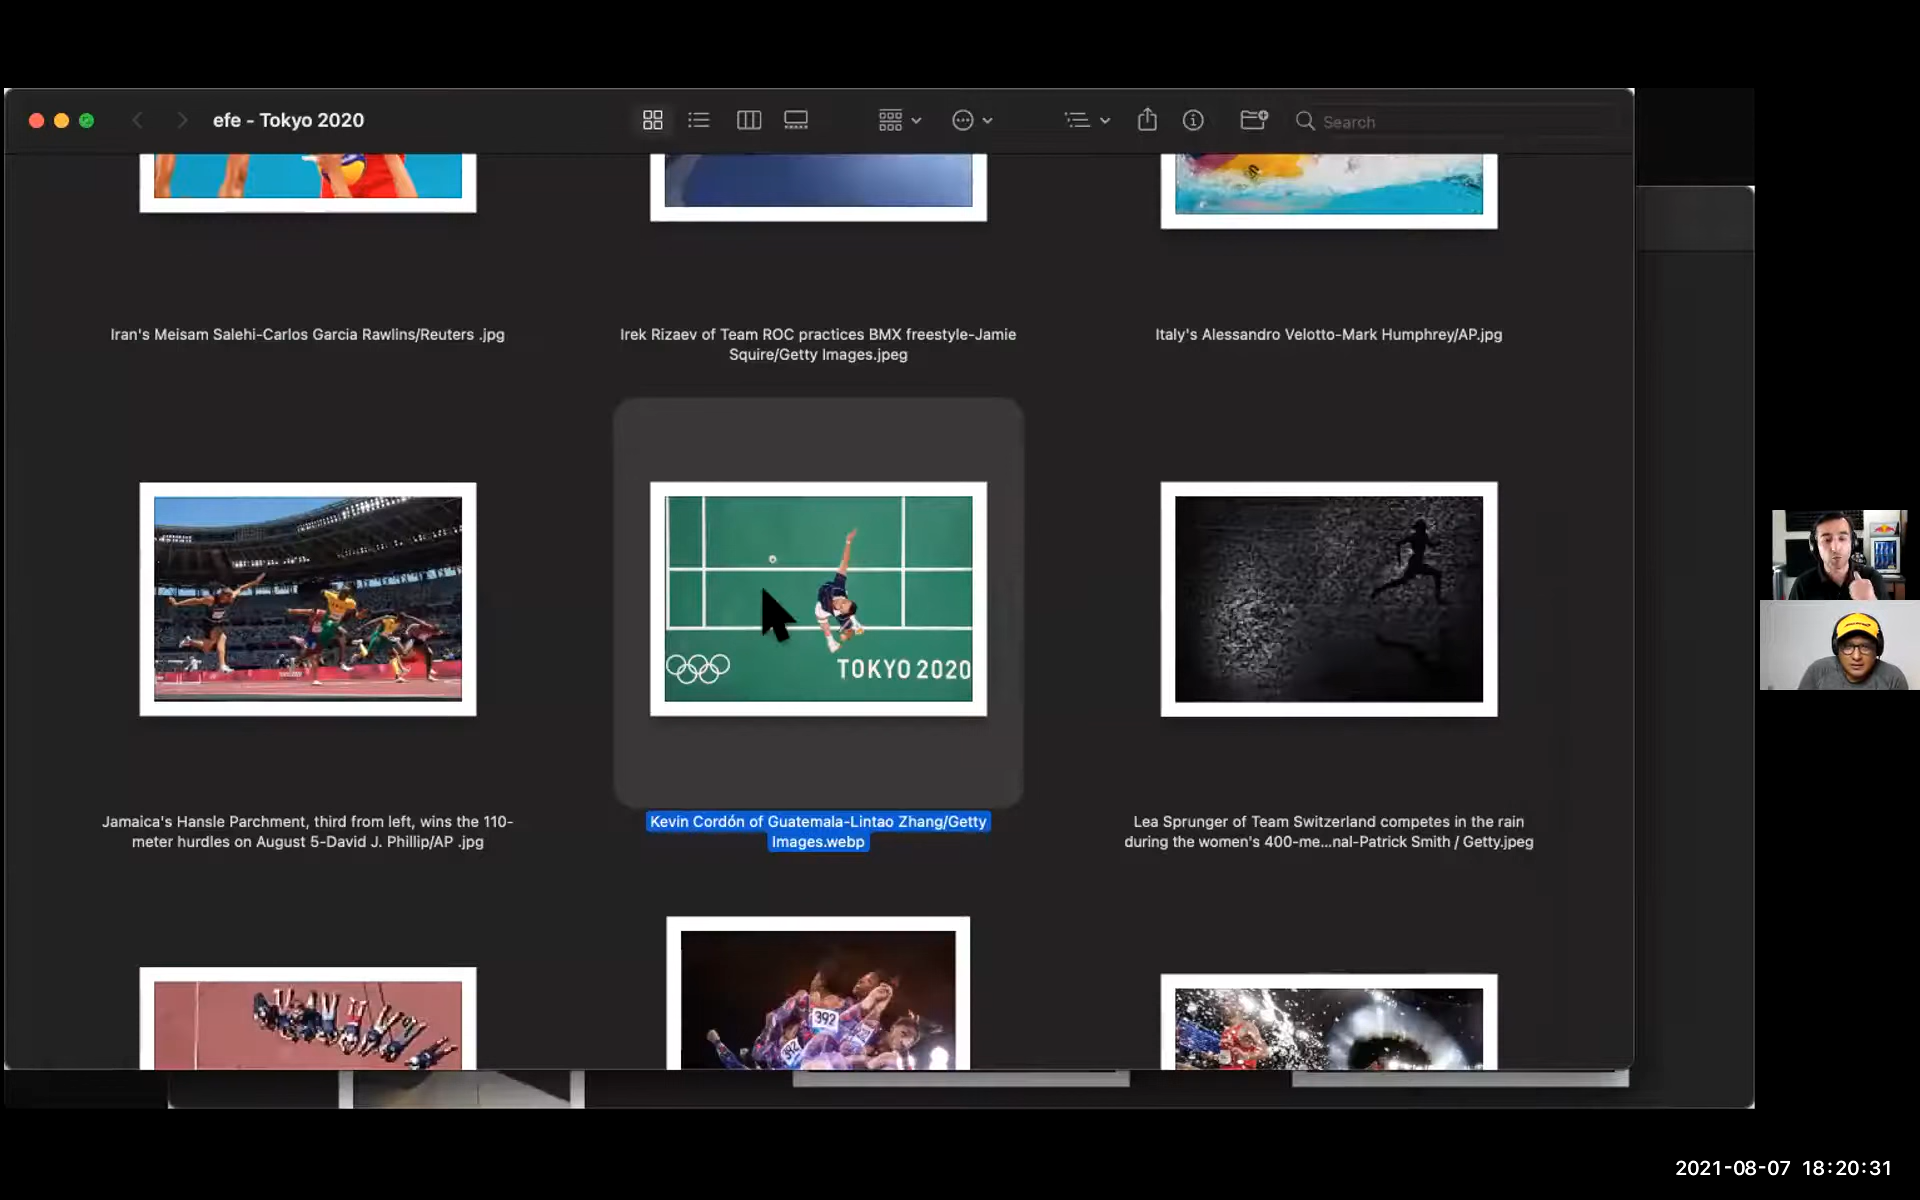 efe - Tokyo 2020
Search
Iran's Meisam Salehi-Carlos Garcia Rawlins/Reuters .jpg
Irek Rizaev of Team ROC practices BMX freestyle-Jamie
Squire/Getty Images.jpeg
Italy's Alessandro Velotto-Mark Humphrey/AP.jpg
TOKYO 2020
Jamaica's Hansle Parchment, third from left, wins the 110-
meter hurdles on August 5-David J. Phillip/AP .jpg
Kevin Cordón of Guatemala-Lintao Zhang/Getty
Images.webp
Lea Sprunger of Team Switzerland competes in the rain
during the women's 400-me...nal-Patrick Smith / Getty.jpeg
392
392
2021-08-07 18:20:31